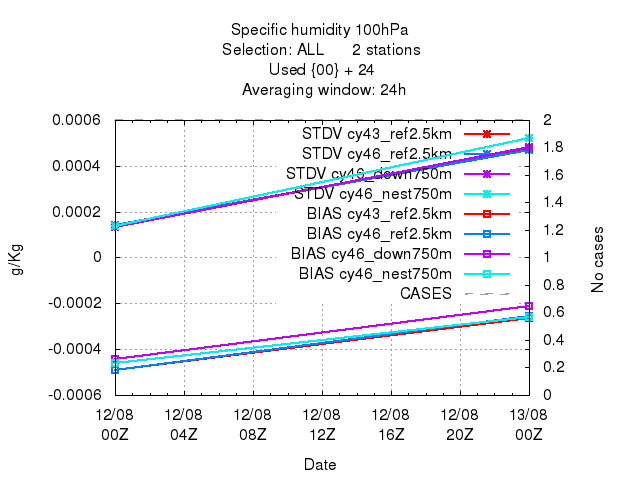 Specific humidity 100hPa
Selection: ALL 2 stations
Used {00} + 24
Averaging window: 24h
0.0006
0.0004
0.0002
0
-0.0002
-0.0004
-0.0006
g/Kg
STDV cy43_ref2.5km
STDV cy46_ref2.5km
STDV cy46_down750m
STDV cy46_nest750m
BIAS cy43_ref2.5km
BIAS cy46_ref2.5km
BIAS cy46_down750m
BIAS cy46_nest750m
CASES
2
1.8
1.6
1.4
1.2
1
0.8
0.6
0.4
0.2
0
No cases
12/08 12/08 12/08 12/08 12/08 12/08 13/08
00Z 04Z 08Z 12Z 16Z 20Z 00Z
Date